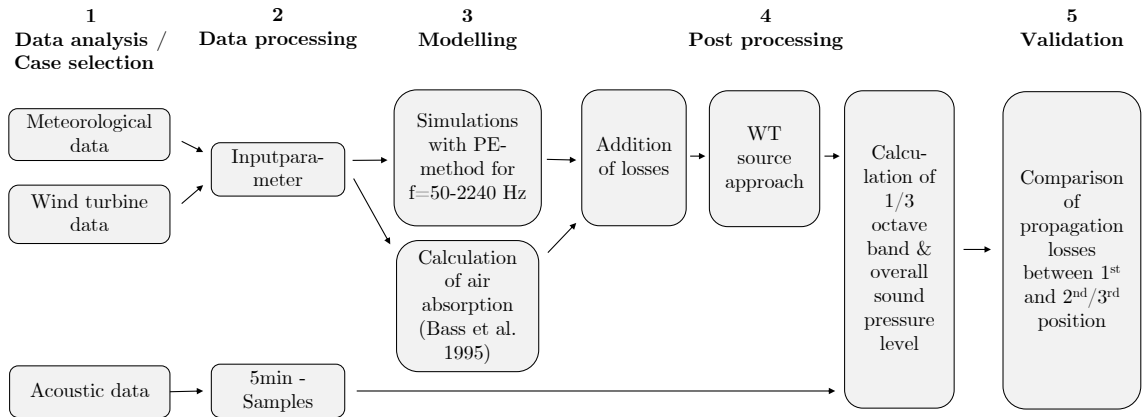 1
Data analysis /
Case selection
2
Data processing
3
Modelling
4
Post processing
5
Validation
Meteorological
data
Wind turbine
data
Acoustic data
Inputpara-
meter
5min -
Samples
Simulations
with PE-
method for
f=50-2240 Hz
Calculation
of air
absorption
(Bass et al.
1995)
Addition
of losses
WT
source
approach
Calcu-
lation of
1/3
octave
band &
overall
sound
pressure
level
Comparison
of
propagation
losses
between 1st
and 2nd/3rd
position